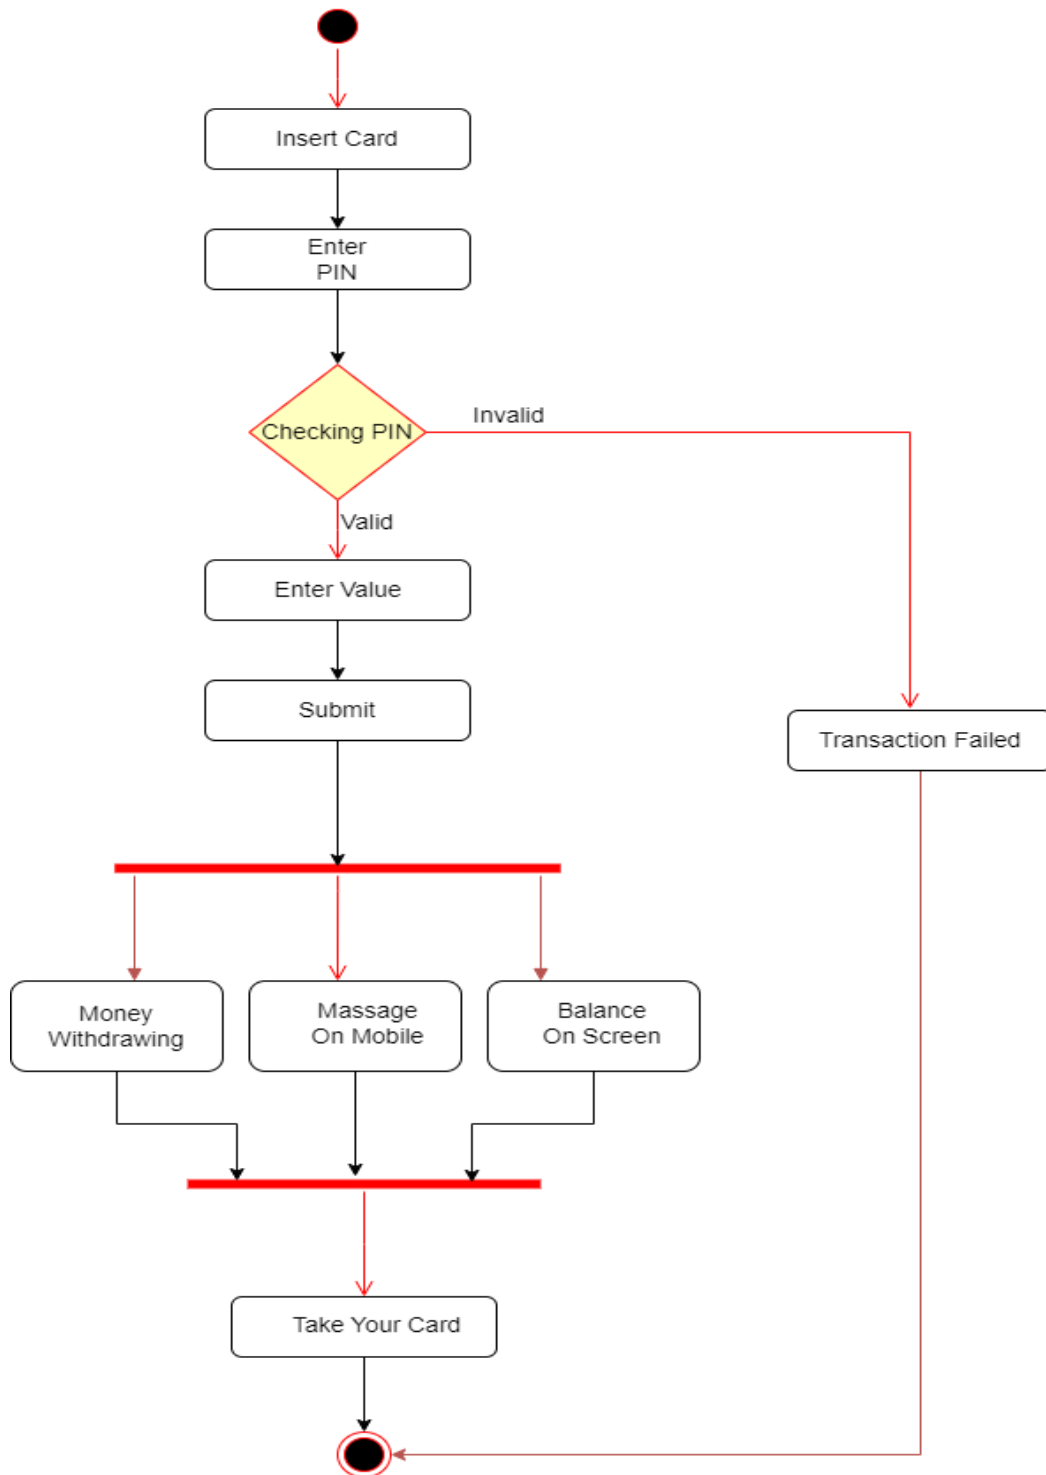 Insert Card
Enter
PIN
Checking PIN
Invalid
Valid
Enter Value
Submit
Transaction Failed
Money
Withdrawing
Massage
On Mobile
Balance
On Screen
Take Your Card